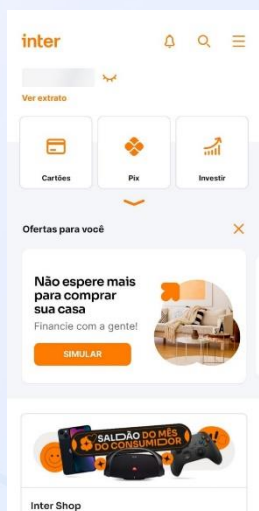 inter
Ver extrato
Cartões
Pix
Investir
Ofertas para você
Não espere mais
para comprar
sua casa
Financie com a gente!
SIMULAR
SALDÃO DO MÊS
DO CONSUMIDOR
Inter Shop